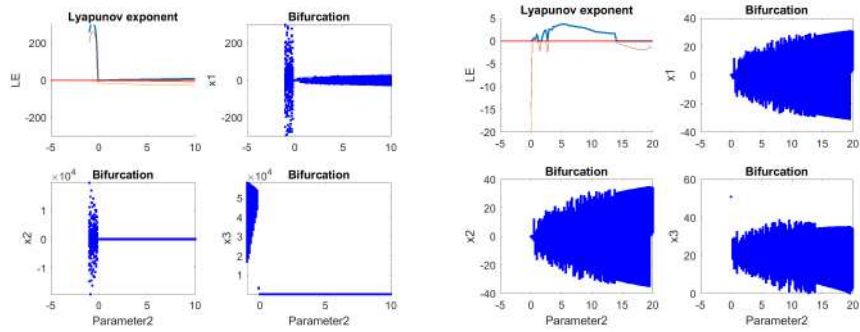 Lyapunov exponent
Bifurcation
200
0
-200
LE
-5 0 5 10
200
0
-200
x1
-5 0 5 10
×10⁴
Bifurcation
1
0
-1
x2
-5 0 5 10
Parameter2
×10⁴
Bifurcation
5
4
3
2
1
0
x3
-5 0 5 10
Parameter2
Lyapunov exponent
Bifurcation
5
0
-5
-10
-15
-20
LE
-5 0 5 10 15 20
40
20
0
-20
-40
x1
-5 0 5 10 15 20
Bifurcation
40
20
0
-20
-40
x2
-5 0 5 10 15 20
Parameter2
Bifurcation
60
40
20
0
x3
-5 0 5 10 15 20
Parameter2